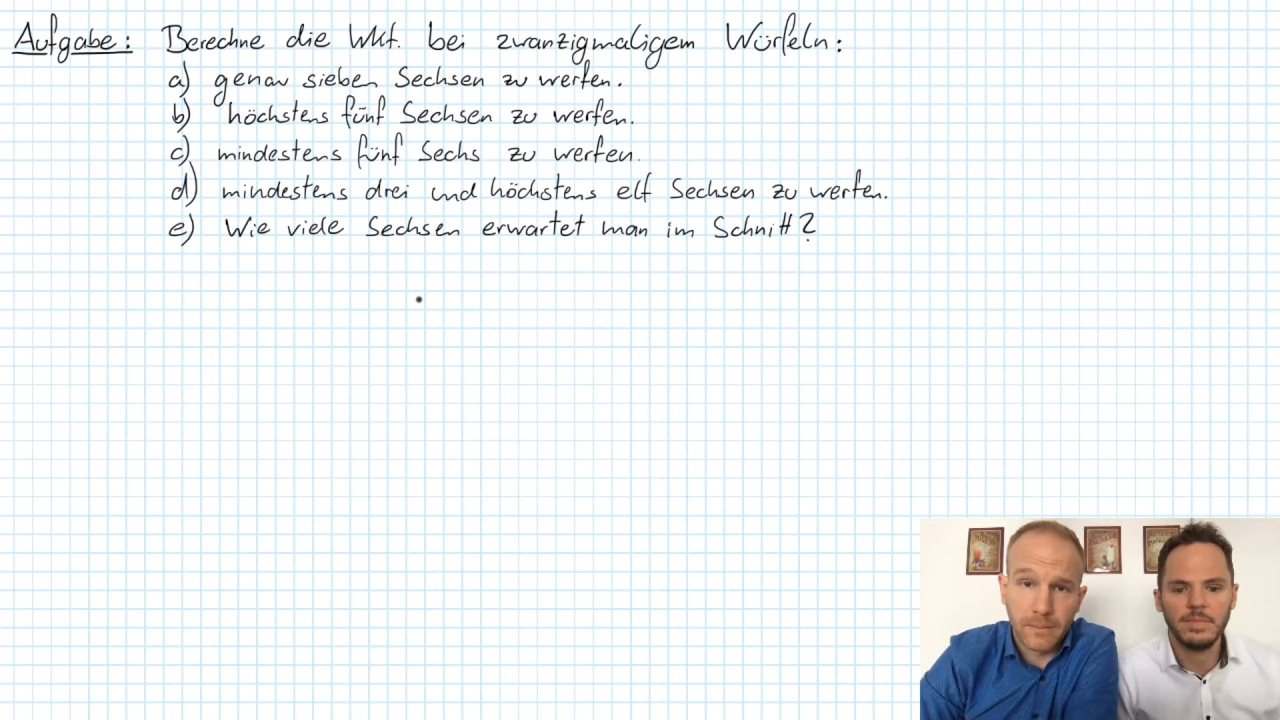 Aufgabe: Berechne die Wkt. bei zwanzigmaligem Würfeln:
a) genau sieben Sechsen zu werfen.
b) höchstens fünf Sechsen zu werfen.
c) mindestens fünf Sechs zu werfen.
d) mindestens drei und höchstens elf Sechsen zu werfen.
e) Wie viele Sechsen erwartet man im Schnitt?